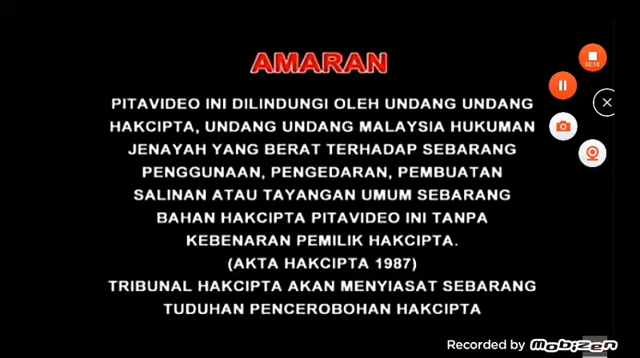 AMARAN
PITAVIDEO INI DILINDUNGI OLEH UNDANG UNDANG
HAKCIPTA, UNDANG UNDANG MALAYSIA HUKUMAN
JENAYAH YANG BERAT TERHADAP SEBARANG
PENGGUNAAN, PENGEDARAN, PEMBUATAN
SALINAN ATAU TAYANGAN UMUM SEBARANG
BAHAN HAKCIPTA PITAVIDEO INI TANPA
KEBENARAN PEMILIK HAKCIPTA.
(AKTA HAKCIPTA 1987)
TRIBUNAL HAKCIPTA AKAN MENYIASAT SEBARANG
TUDUHAN PENCEROBOHAN HAKCIPTA
Recorded by Mobizen